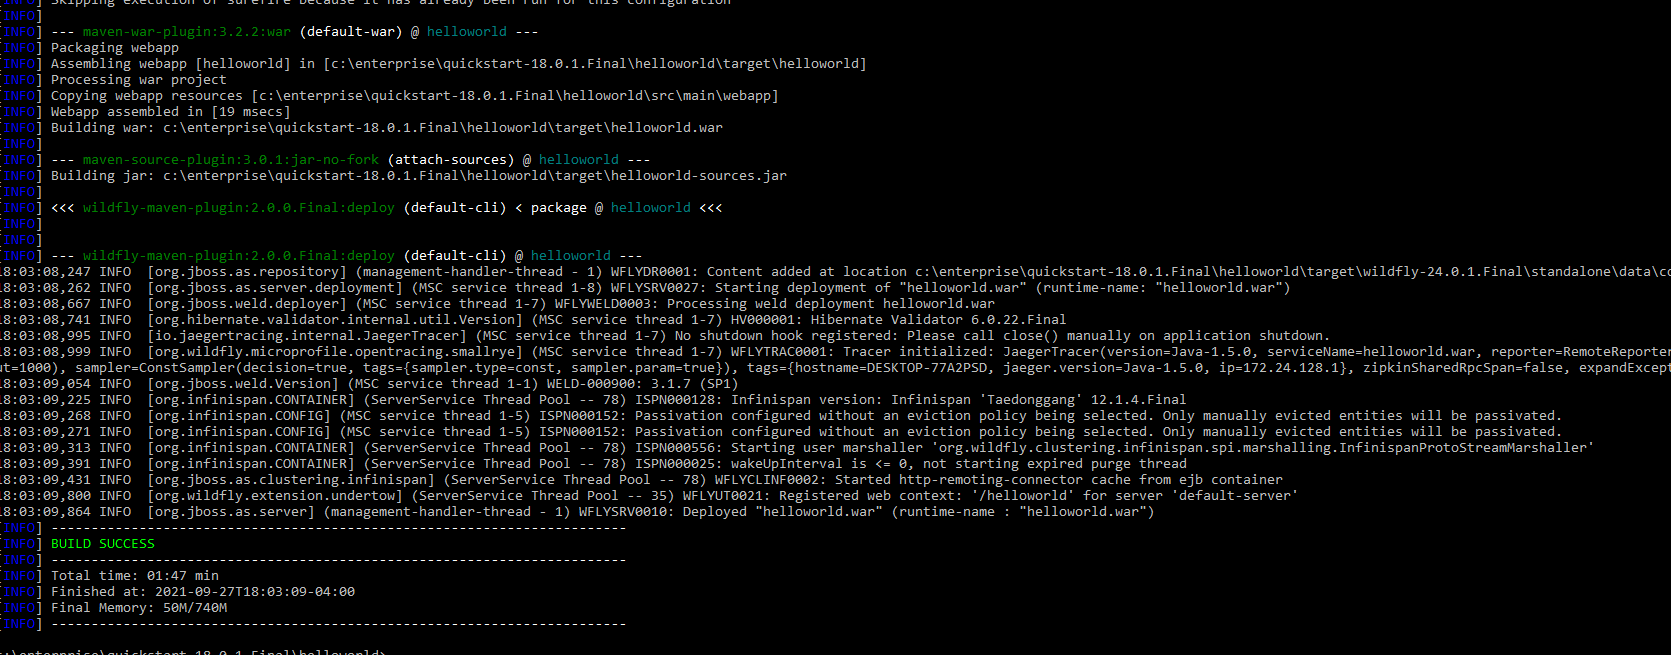 [INFO] Skipping execution of surefire because it has already been run for this configuration
[INFO]
[INFO] --- maven-war-plugin:3.2.2:war (default-war) @ helloworld ---
[INFO] Packaging webapp
[INFO] Assembling webapp [helloworld] in [c:\enterprise\quickstart-18.0.1.Final\helloworld\target\helloworld]
[INFO] Processing war project
[INFO] Copying webapp resources [c:\enterprise\quickstart-18.0.1.Final\helloworld\src\main\webapp]
[INFO] Webapp assembled in [19 msecs]
[INFO] Building war: c:\enterprise\quickstart-18.0.1.Final\helloworld\target\helloworld.war
[INFO]
[INFO] --- maven-source-plugin:3.0.1:jar-no-fork (attach-sources) @ helloworld ---
[INFO] Building jar: c:\enterprise\quickstart-18.0.1.Final\helloworld\target\helloworld-sources.jar
[INFO]
[INFO] <<< wildfly-maven-plugin:2.0.0.Final:deploy (default-cli) < package @ helloworld <<<
[INFO]
[INFO]
[INFO] --- wildfly-maven-plugin:2.0.0.Final:deploy (default-cli) @ helloworld ---
18:03:08,247 INFO  [org.jboss.as.repository] (management-handler-thread - 1) WFLYDR0001: Content added at location c:\enterprise\quickstart-18.0.1.Final\helloworld\target\wildfly-24.0.1.Final\standalone\data\co
18:03:08,262 INFO  [org.jboss.as.server.deployment] (MSC service thread 1-8) WFLYSRV0027: Starting deployment of "helloworld.war" (runtime-name: "helloworld.war")
18:03:08,667 INFO  [org.jboss.weld.deployer] (MSC service thread 1-7) WFLYWELD0003: Processing weld deployment helloworld.war
18:03:08,741 INFO  [org.hibernate.validator.internal.util.Version] (MSC service thread 1-7) HV000001: Hibernate Validator 6.0.22.Final
18:03:08,995 INFO  [io.jaegertracing.internal.JaegerTracer] (MSC service thread 1-7) No shutdown hook registered: Please call close() manually on application shutdown.
18:03:08,999 INFO  [org.wildfly.microprofile.opentracing.smallrye] (MSC service thread 1-7) WFLYTRAC0001: Tracer initialized: JaegerTracer(version=Java-1.5.0, serviceName=helloworld.war, reporter=RemoteReporter
ut=1000), sampler=ConstSampler(decision=true, tags={sampler.type=const, sampler.param=true}), tags={hostname=DESKTOP-77A2PSD, jaeger.version=Java-1.5.0, ip=172.24.128.1}, zipkinSharedRpcSpan=false, expandExcept
18:03:09,054 INFO  [org.jboss.weld.Version] (MSC service thread 1-1) WELD-000900: 3.1.7 (SP1)
18:03:09,225 INFO  [org.infinispan.CONTAINER] (ServerService Thread Pool -- 78) ISPN000128: Infinispan version: Infinispan 'Taedonggang' 12.1.4.Final
18:03:09,268 INFO  [org.infinispan.CONFIG] (MSC service thread 1-5) ISPN000152: Passivation configured without an eviction policy being selected. Only manually evicted entities will be passivated.
18:03:09,271 INFO  [org.infinispan.CONFIG] (MSC service thread 1-5) ISPN000152: Passivation configured without an eviction policy being selected. Only manually evicted entities will be passivated.
18:03:09,313 INFO  [org.infinispan.CONTAINER] (ServerService Thread Pool -- 78) ISPN000556: Starting user marshaller 'org.wildfly.clustering.infinispan.spi.marshalling.InfinispanProtoStreamMarshaller'
18:03:09,391 INFO  [org.infinispan.CONTAINER] (ServerService Thread Pool -- 78) ISPN000025: wakeUpInterval is <= 0, not starting expired purge thread
18:03:09,431 INFO  [org.jboss.as.clustering.infinispan] (ServerService Thread Pool -- 78) WFLYCLINF0002: Started http-remoting-connector cache from ejb container
18:03:09,800 INFO  [org.wildfly.extension.undertow] (ServerService Thread Pool -- 35) WFLYUT0021: Registered web context: '/helloworld' for server 'default-server'
18:03:09,864 INFO  [org.jboss.as.server] (management-handler-thread - 1) WFLYSRV0010: Deployed "helloworld.war" (runtime-name : "helloworld.war")
[INFO] ------------------------------------------------------------------------
[INFO] BUILD SUCCESS
[INFO] ------------------------------------------------------------------------
[INFO] Total time: 01:47 min
[INFO] Finished at: 2021-09-27T18:03:09-04:00
[INFO] Final Memory: 50M/740M
[INFO] ------------------------------------------------------------------------
c:\enterprise\quickstart-18.0.1.Final\helloworld>